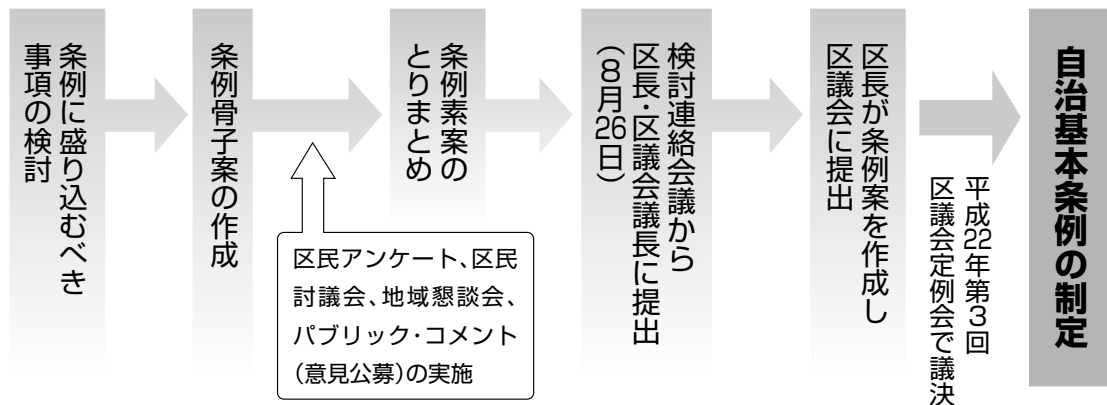 条例に盛り込むべき
事項の検討
条例骨子案の作成
区民アンケート、区民
討議会、地域懇談会、
パブリック・コメント
(意見公募)の実施
条例素案の
とりまとめ
検討連絡会議から
区長・区議会議長に提出
(8月26日)
区長が条例案を作成し
区議会に提出
平成22年第3回
区議会定例会で議決
自治基本条例の制定